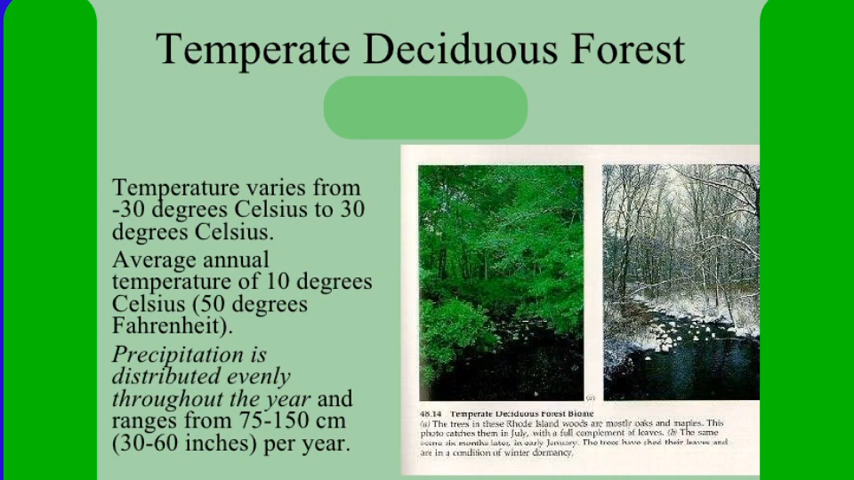 Temperate Deciduous Forest
Temperature varies from
-30 degrees Celsius to 30
degrees Celsius.
Average annual
temperature of 10 degrees
Celsius (50 degrees
Fahrenheit).
Precipitation is
distributed evenly
throughout the year and
ranges from 75-150 cm
(30-60 inches) per year.
(a)
48.14 Temperate Deciduous Forest Biome
(a) The trees in these Rhode Island woods are mostly oaks and maples. This
photo catches them in July, with a full complement of leaves. (b) The same
scene six months later, in early January. The trees have shed their leaves and
are in a condition of winter dormancy.